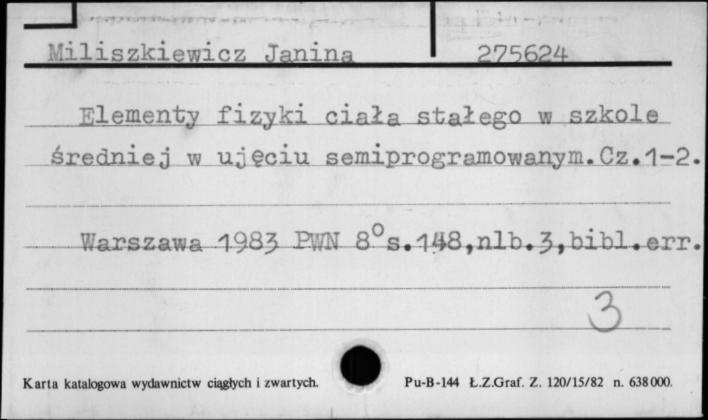 Miliszkiewicz Janina 275624
Elementy fizyki ciała stałego w szkole
średniej w ujęciu semiprogramowanym.Cz.1-2.
Warszawa 1983 PWN 8°s.148,nlb.3,bibl.err.
3
Karta katalogowa wydawnictw ciągłych i zwartych. Pu-B-144 Ł.Z.Graf. Z. 120/15/82 n. 638000.